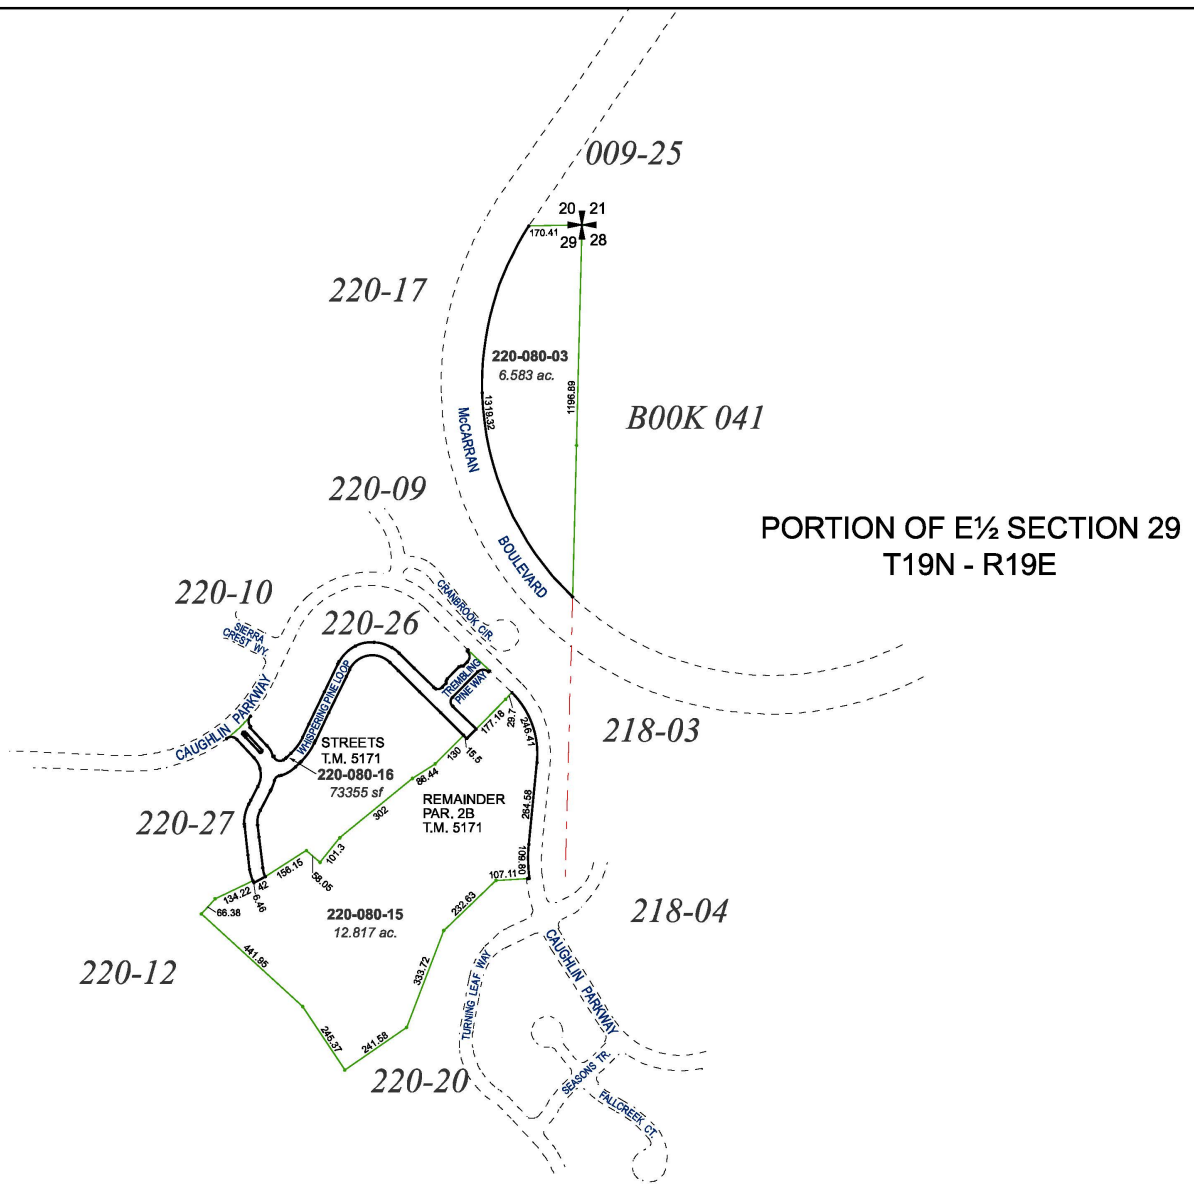 009-25
20 21
170.41
29 28
220-17
220-080-03
6.583 ac.
1319.32
1196.89
McCARRAN
B00K 041
220-09
PORTION OF E½ SECTION 29
T19N - R19E
BOULEVARD
220-10
CRANBROOK CIR.
SIERRA
CREST WY.
220-26
TREMBLING
PINE WAY
WHISPERING PINE LOOP
CAUGHLIN PARKWAY
177.18
29.7
246.41
218-03
STREETS
T.M. 5171
220-080-16
73355 sf
130
15.5
86.44
REMAINDER
PAR. 2B
T.M. 5171
264.58
302
220-27
101.3
109.80
158.15
58.05
107.11
134.22
42
6.46
66.38
232.63
220-080-15
12.817 ac.
218-04
441.95
333.72
220-12
TURNING LEAF WAY
CAUGHLIN PARKWAY
245.37
241.58
220-20
SEASONS TR.
FALLCREEK CT.